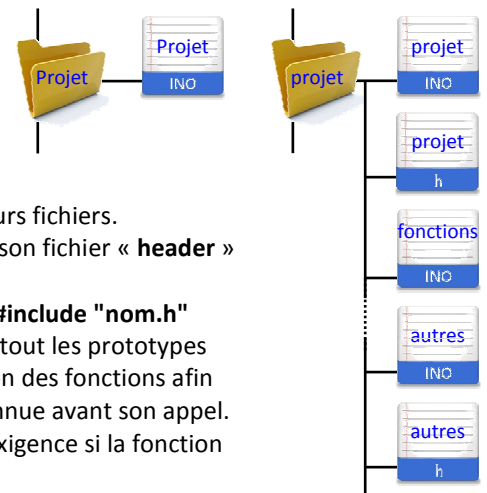 Projet
Projet
INO
projet
projet
INO
projet
h
fonctions
INO
autres
INO
autres
h
urs fichiers.
son fichier « header »
#include "nom.h"
tout les prototypes
n des fonctions afin
nnue avant son appel.
xigence si la fonction